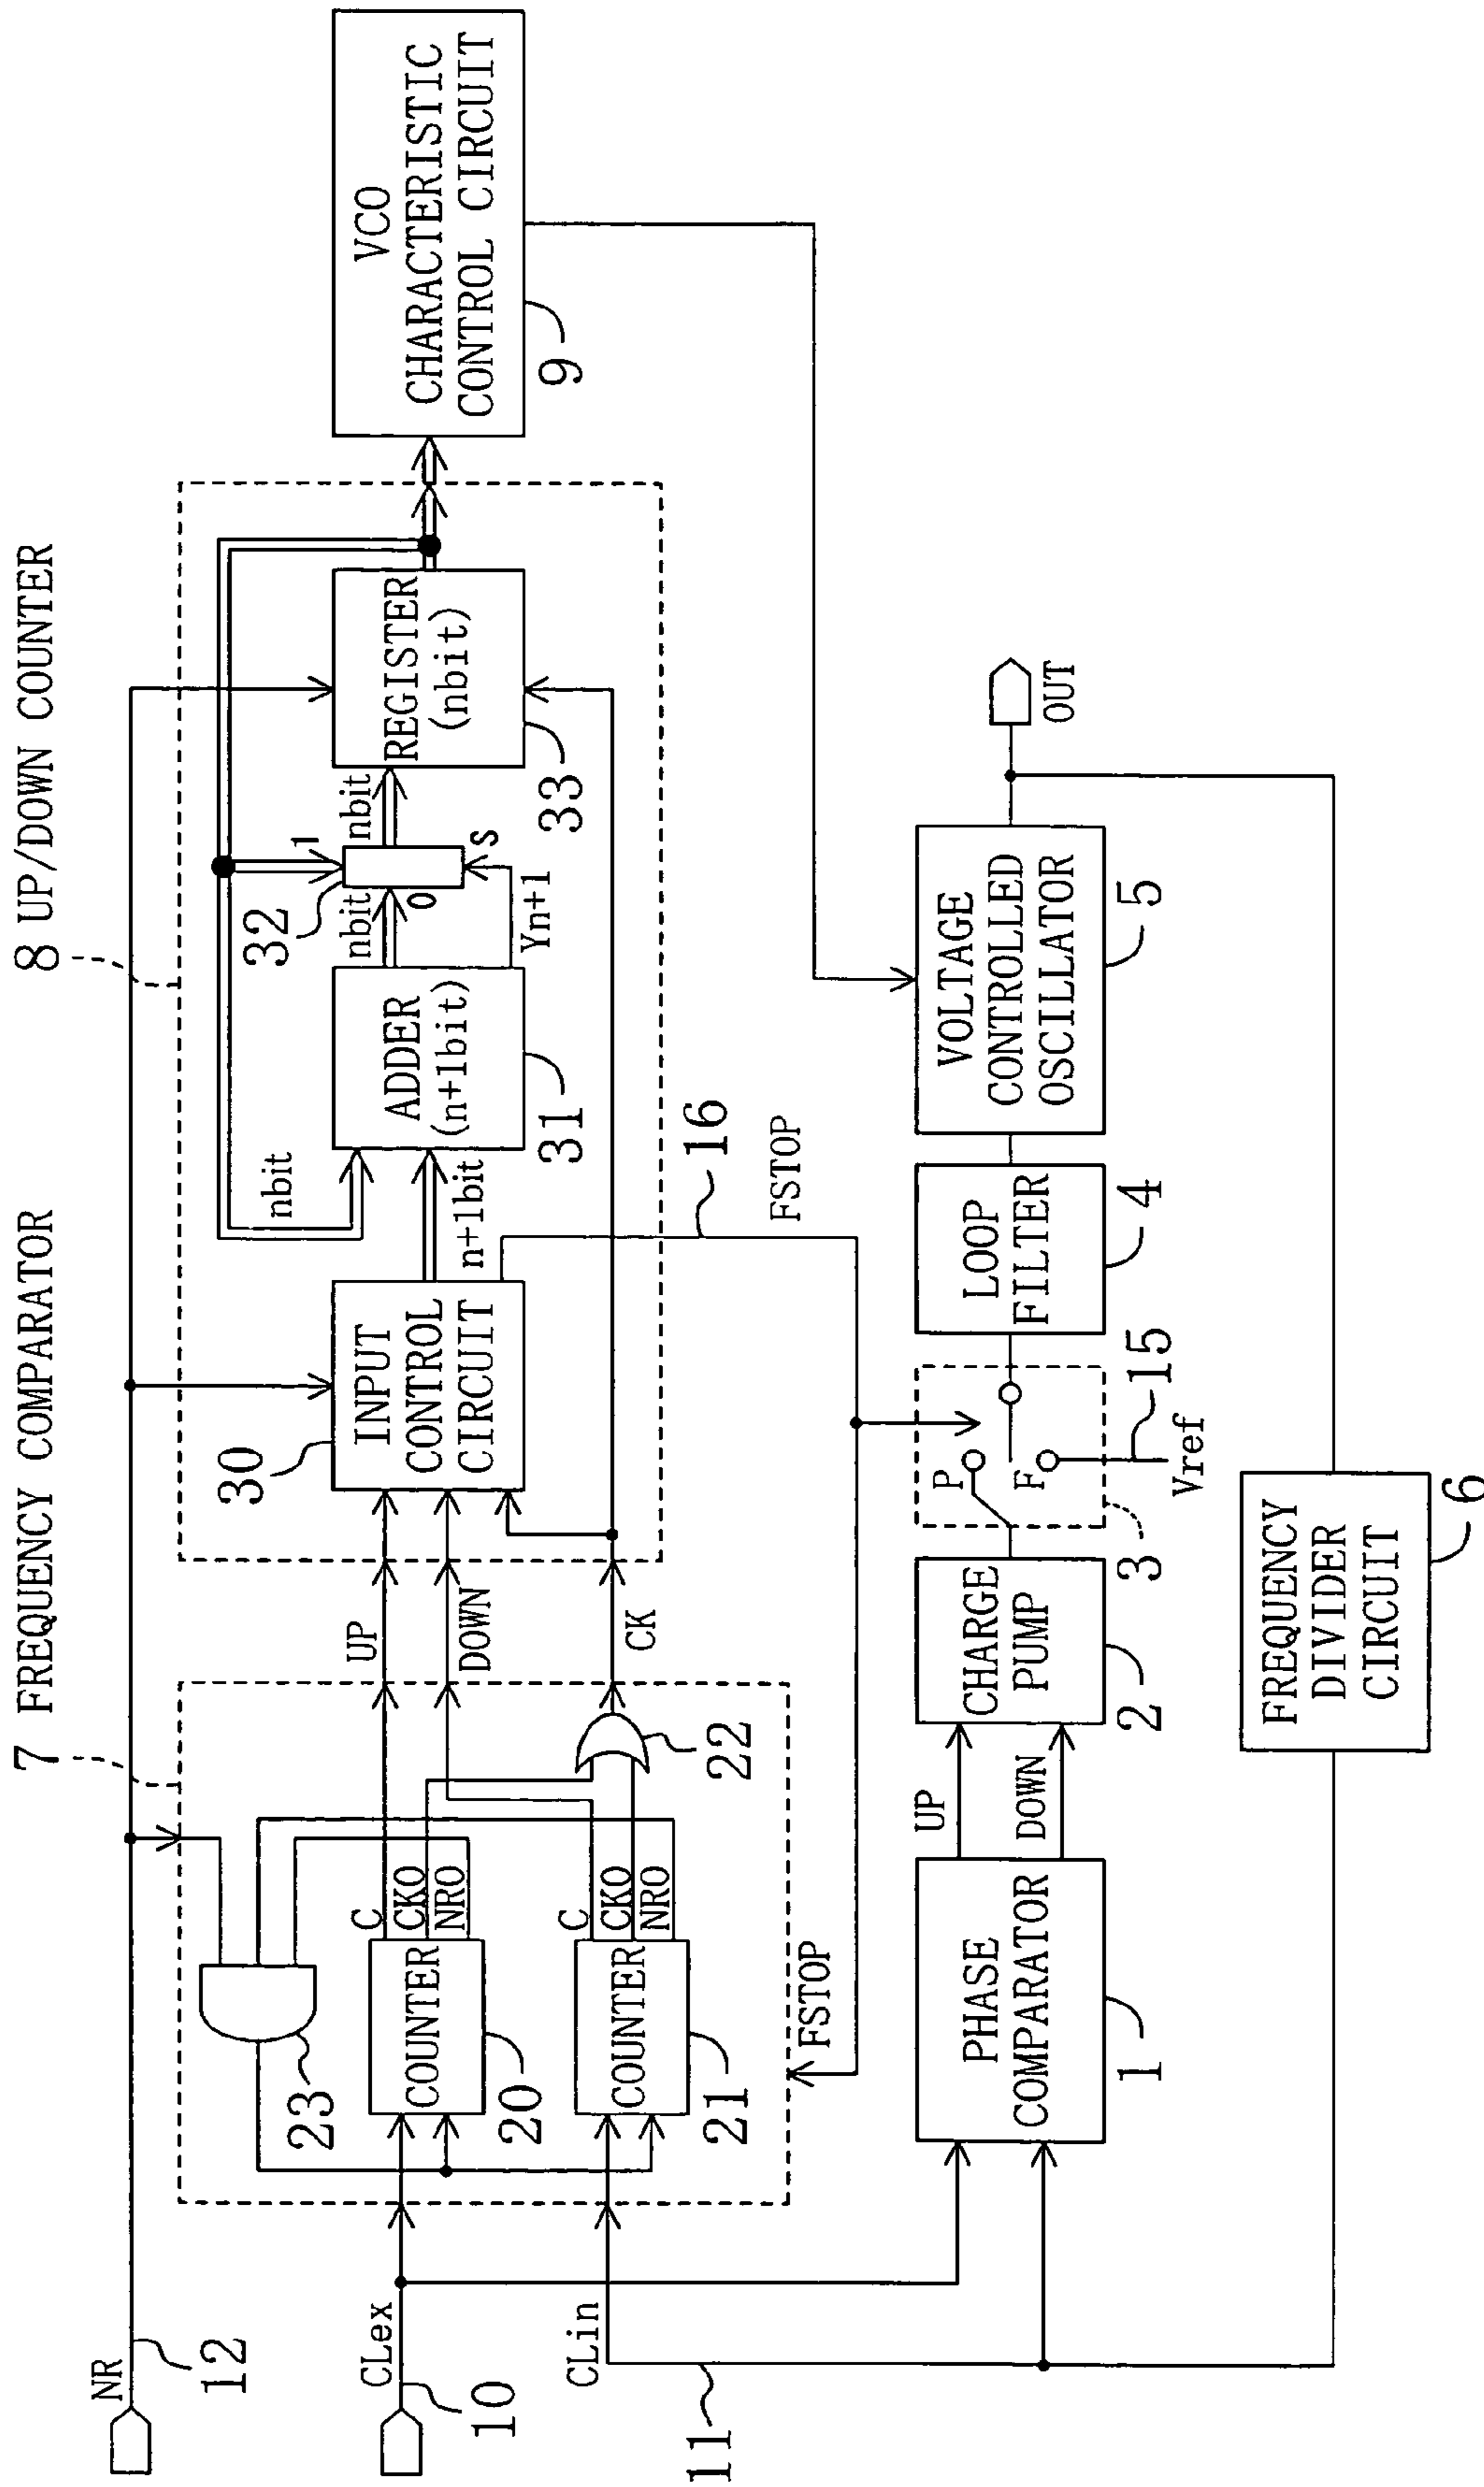 7 FREQUENCY COMPARATOR
8 UP/DOWN COUNTER
NR
12
CLex
10
CLin
11
23
COUNTER
20
C
CKO
NRO
COUNTER
21
C
CKO
NRO
22
UP
DOWN
CK
FSTOP
30
INPUT
CONTROL
CIRCUIT
nbit
n+1bit
16
FSTOP
ADDER
(n+1bit)
31
32
nbit
0
1
S
Yn+1
nbit
REGISTER
(nbit)
33
VCO
CHARACTERISTIC
CONTROL CIRCUIT
9
PHASE
COMPARATOR
1
UP
DOWN
CHARGE
PUMP
2
P
F
3
Vref
15
LOOP
FILTER
4
VOLTAGE
CONTROLLED
OSCILLATOR
5
OUT
FREQUENCY
DIVIDER
CIRCUIT
6